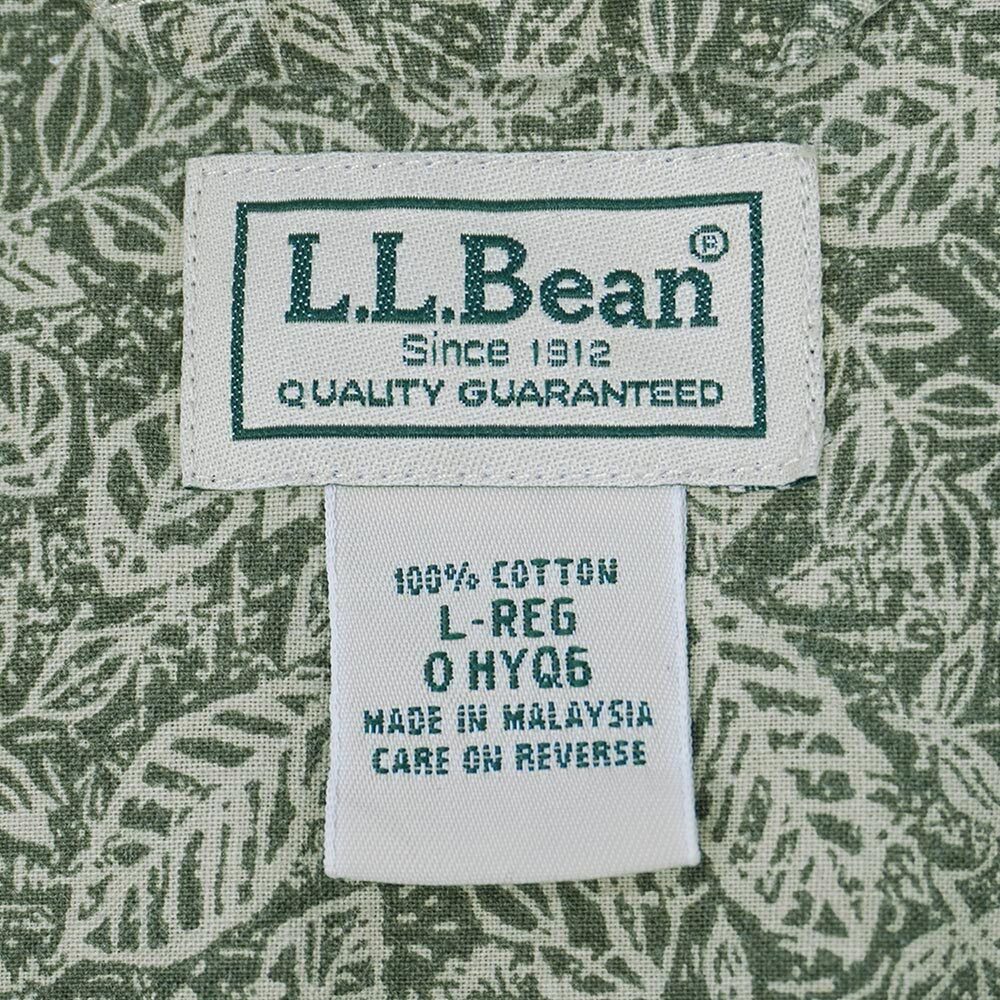 L.L.Bean®
Since 1912
QUALITY GUARANTEED
100% COTTON
L-REG
0 HYQ6
MADE IN MALAYSIA
CARE ON REVERSE